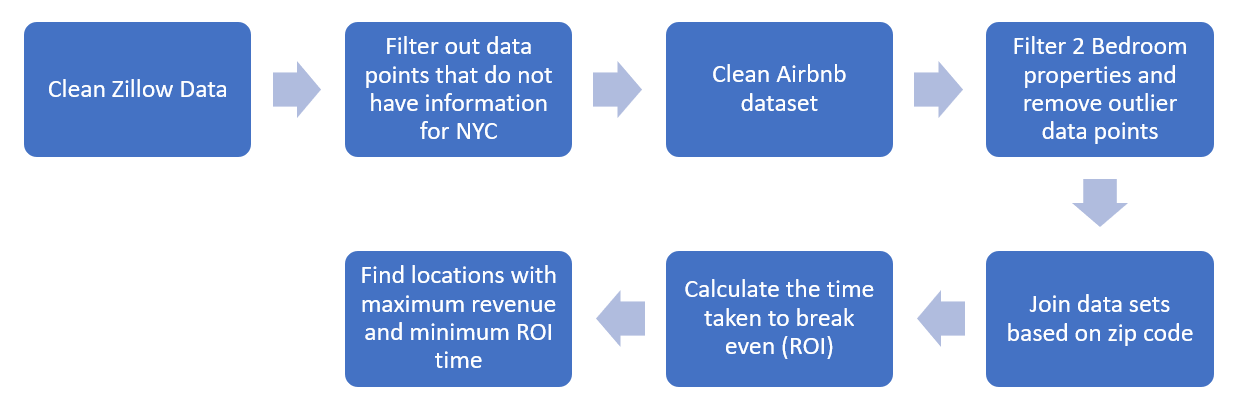 Clean Zillow Data
Filter out data
points that do not
have information
for NYC
Clean Airbnb
dataset
Filter 2 Bedroom
properties and
remove outlier
data points
Join data sets
based on zip code
Calculate the time
taken to break
even (ROI)
Find locations with
maximum revenue
and minimum ROI
time